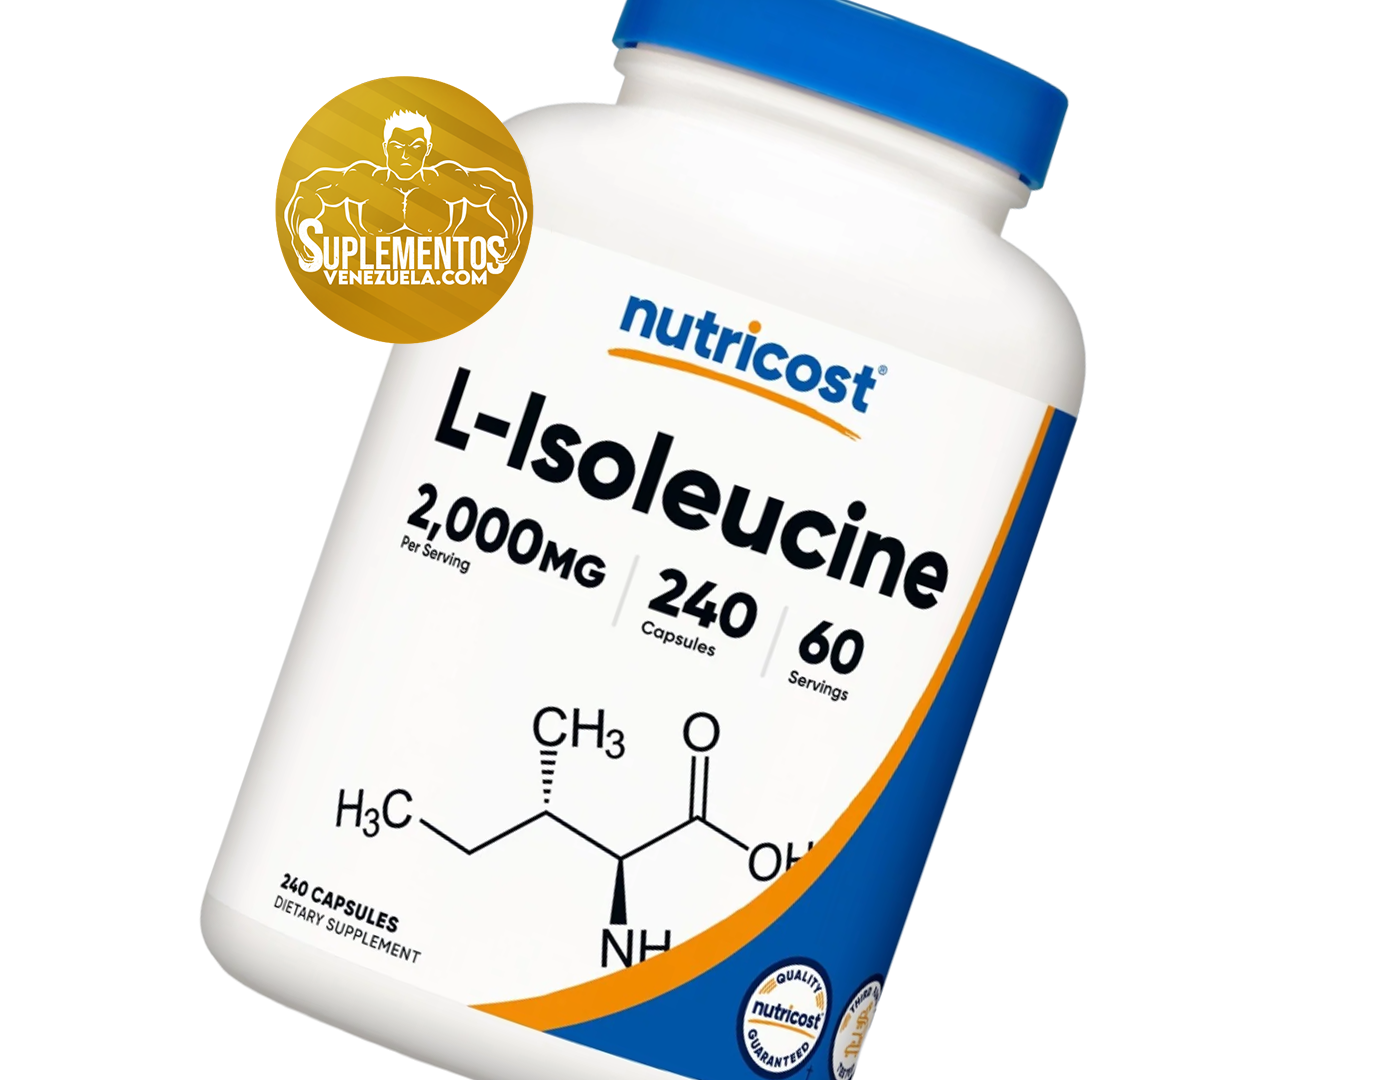 SUPLEMENTOS
VENEZUELA.COM
nutricost®
L-Isoleucine
2,000MG
Per Serving
240
Capsules
60
Servings
CH3
O
H3C
OH
NH
240 CAPSULES
DIETARY SUPPLEMENT
QUALITY
nutricost
GUARANTEED
THIRD